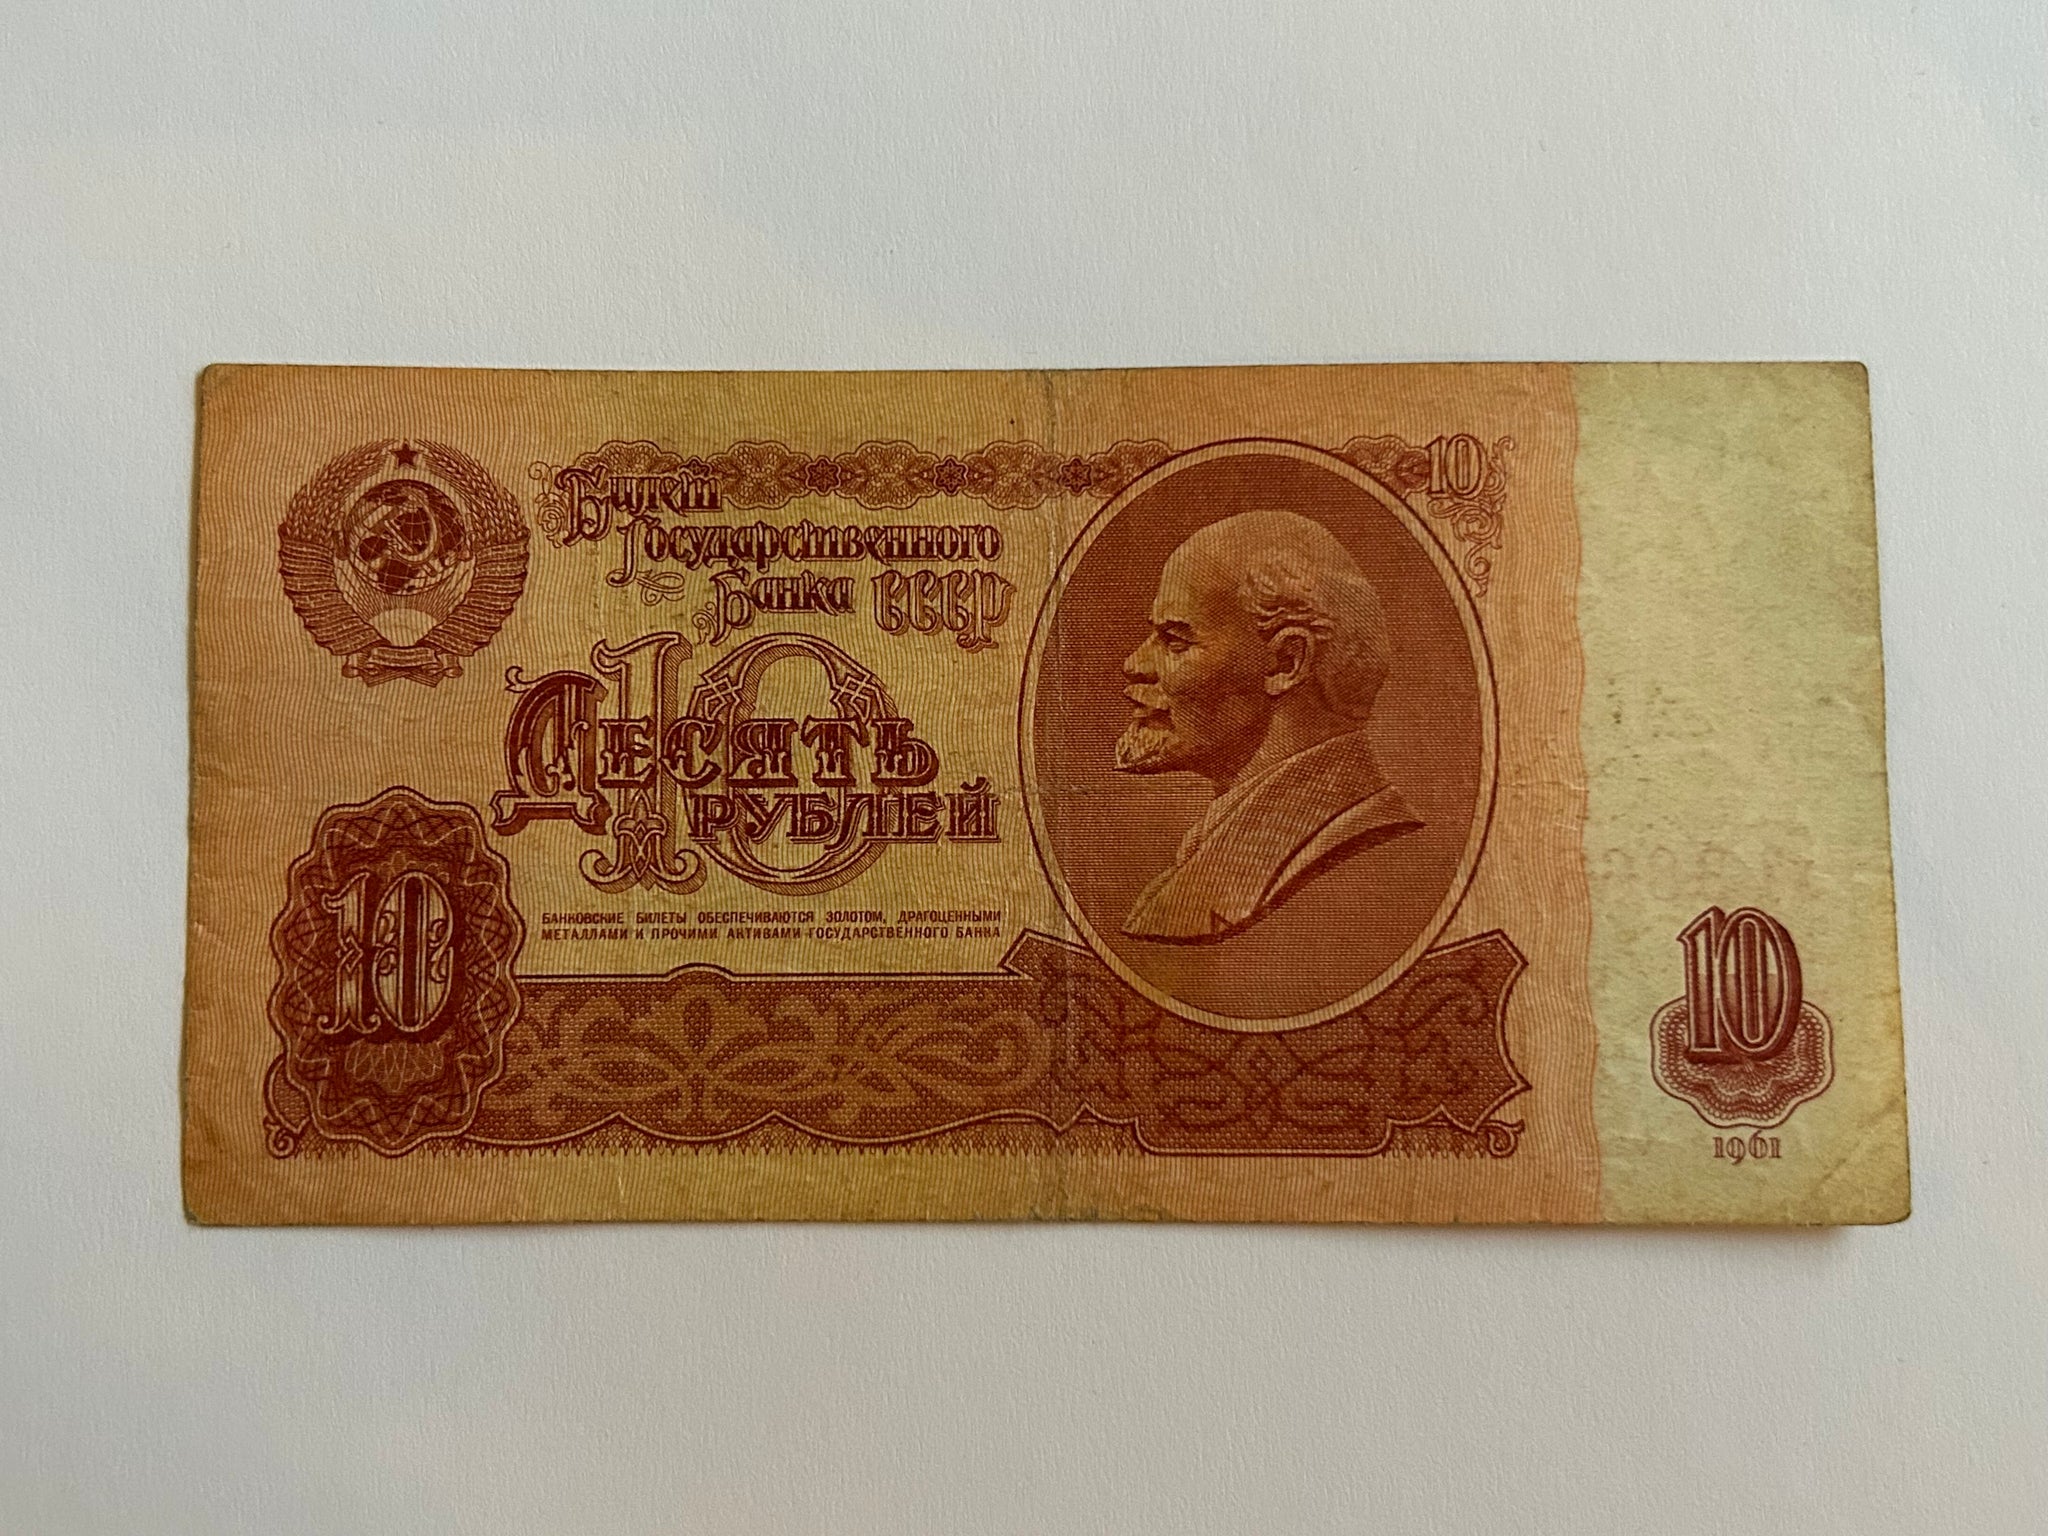 Билет
Государственного
Банка СССР
10
10
Десять
рублей
БАНКОВСКИЕ БИЛЕТЫ ОБЕСПЕЧИВАЮТСЯ ЗОЛОТОМ, ДРАГОЦЕННЫМИ
МЕТАЛЛАМИ И ПРОЧИМИ АКТИВАМИ ГОСУДАРСТВЕННОГО БАНКА
10
10
1961